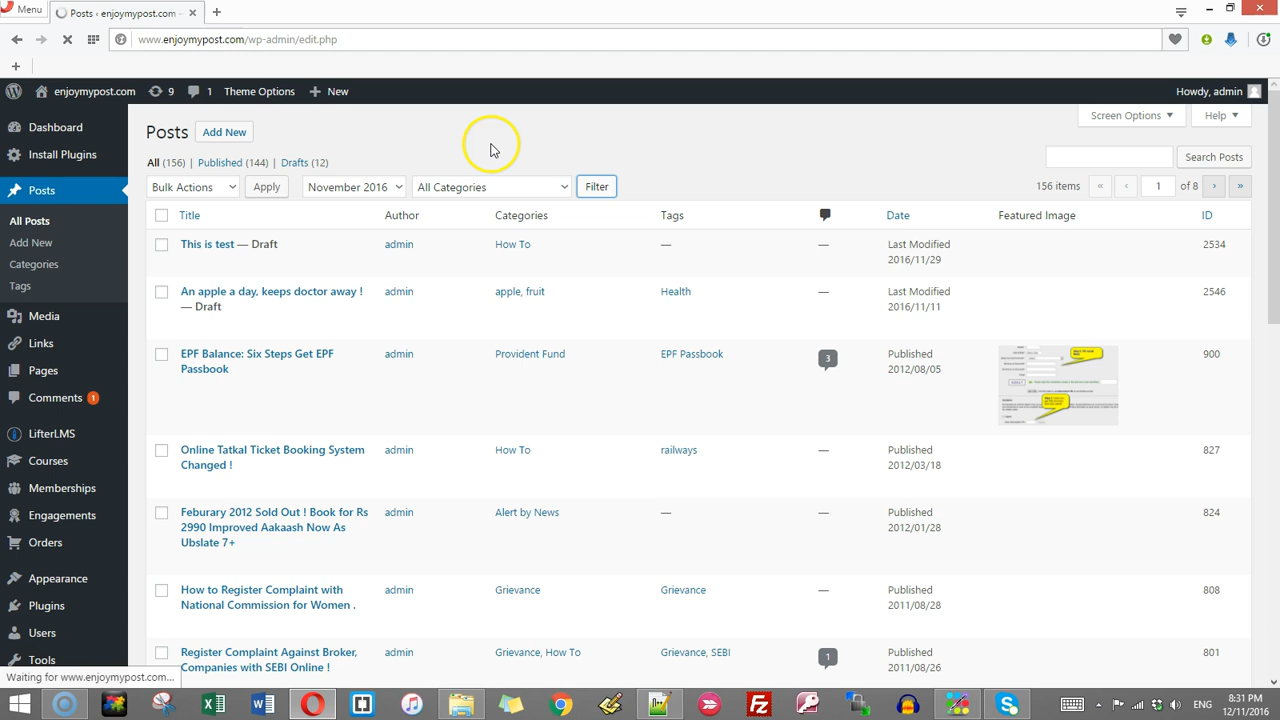 Menu Posts ‹ enjoymypost.com —
www.enjoymypost.com/wp-admin/edit.php
enjoymypost.com 9 1 Theme Options New Howdy, admin
Dashboard
Install Plugins
Posts
All Posts
Add New
Categories
Tags
Media
Links
Pages
Comments 1
LifterLMS
Courses
Memberships
Engagements
Orders
Appearance
Plugins
Users
Tools
Screen Options Help
Posts Add New
All (156) | Published (144) | Drafts (12)
Search Posts
Bulk Actions Apply November 2016 All Categories Filter 156 items « ‹ 1 of 8 › »
Title Author Categories Tags Date Featured Image ID
This is test — Draft admin How To — — Last Modified 2534
2016/11/29
An apple a day, keeps doctor away ! admin apple, fruit Health — Last Modified 2546
— Draft 2016/11/11
EPF Balance: Six Steps Get EPF admin Provident Fund EPF Passbook 3 Published 900
Passbook 2012/08/05
Online Tatkal Ticket Booking System admin How To railways — Published 827
Changed ! 2012/03/18
Feburary 2012 Sold Out ! Book for Rs admin Alert by News — — Published 824
2990 Improved Aakaash Now As 2012/01/28
Ubslate 7+
How to Register Complaint with admin Grievance Grievance — Published 808
National Commission for Women . 2011/08/28
Register Complaint Against Broker, admin Grievance, How To Grievance, SEBI 1 Published 801
Companies with SEBI Online ! 2011/08/26
Waiting for www.enjoymypost.com...
ENG 8:31 PM
12/11/2016